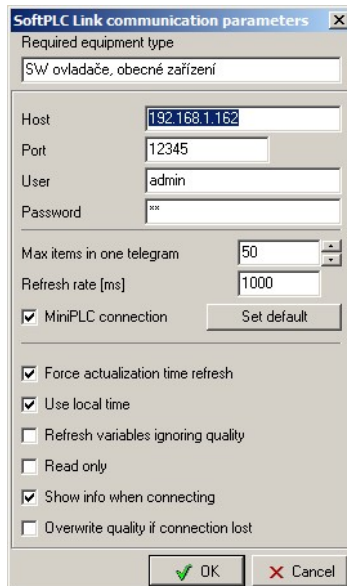 SoftPLC Link communication parameters
Required equipment type
SW ovladače, obecné zařízení
Host 192.168.1.162
Port 12345
User admin
Password **
Max items in one telegram 50
Refresh rate [ms] 1000
MiniPLC connection Set default
Force actualization time refresh
Use local time
Refresh variables ignoring quality
Read only
Show info when connecting
Overwrite quality if connection lost
OK Cancel